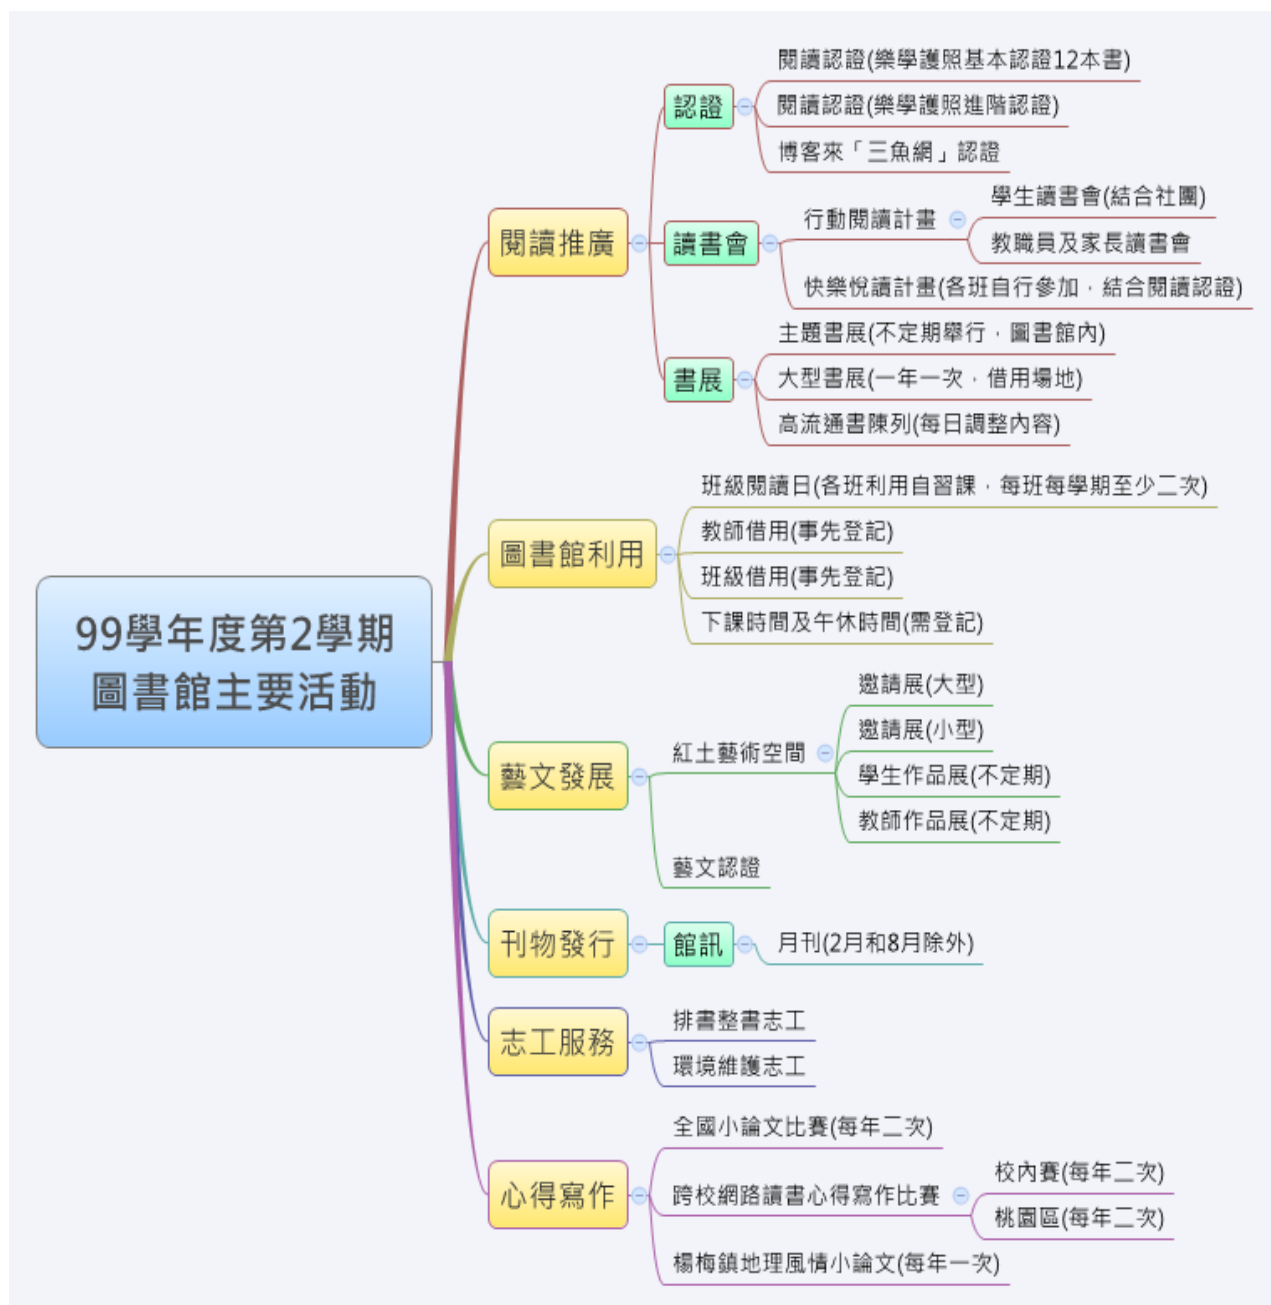 99學年度第2學期
圖書館主要活動
閱讀推廣
認證
閱讀認證(樂學護照基本認證12本書)
閱讀認證(樂學護照進階認證)
博客來「三魚網」認證
讀書會
行動閱讀計畫
學生讀書會(結合社團)
教職員及家長讀書會
快樂悅讀計畫(各班自行參加，結合閱讀認證)
書展
主題書展(不定期舉行，圖書館內)
大型書展(一年一次，借用場地)
高流通書陳列(每日調整內容)
圖書館利用
班級閱讀日(各班利用自習課，每班每學期至少二次)
教師借用(事先登記)
班級借用(事先登記)
下課時間及午休時間(需登記)
藝文發展
紅土藝術空間
邀請展(大型)
邀請展(小型)
學生作品展(不定期)
教師作品展(不定期)
藝文認證
刊物發行
館訊
月刊(2月和8月除外)
志工服務
排書整書志工
環境維護志工
心得寫作
全國小論文比賽(每年二次)
跨校網路讀書心得寫作比賽
校內賽(每年二次)
桃園區(每年二次)
楊梅鎮地理風情小論文(每年一次)